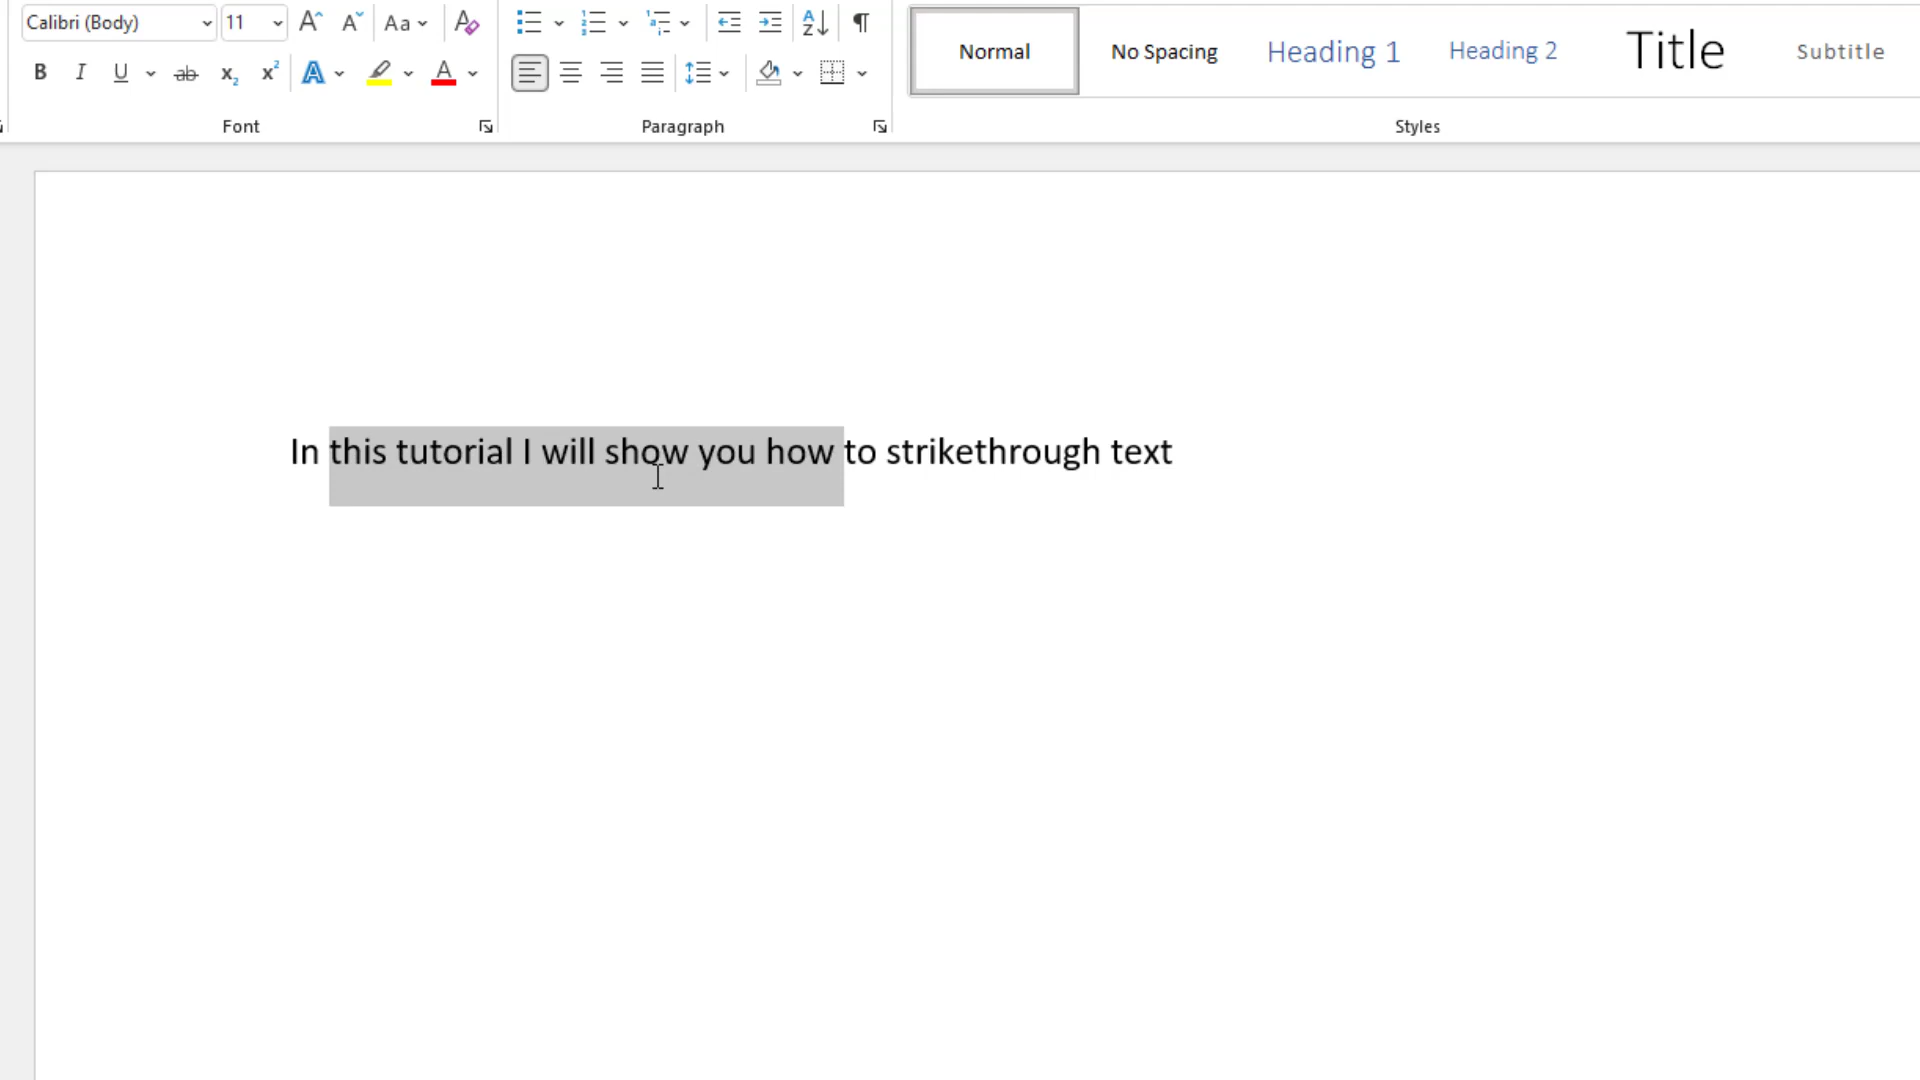 Calibri (Body) 11 Aa
B I U ab x₂ x² A A
Font
Paragraph
Normal
No Spacing
Heading 1
Heading 2
Title
Subtitle
Styles
In this tutorial I will show you how to strikethrough text